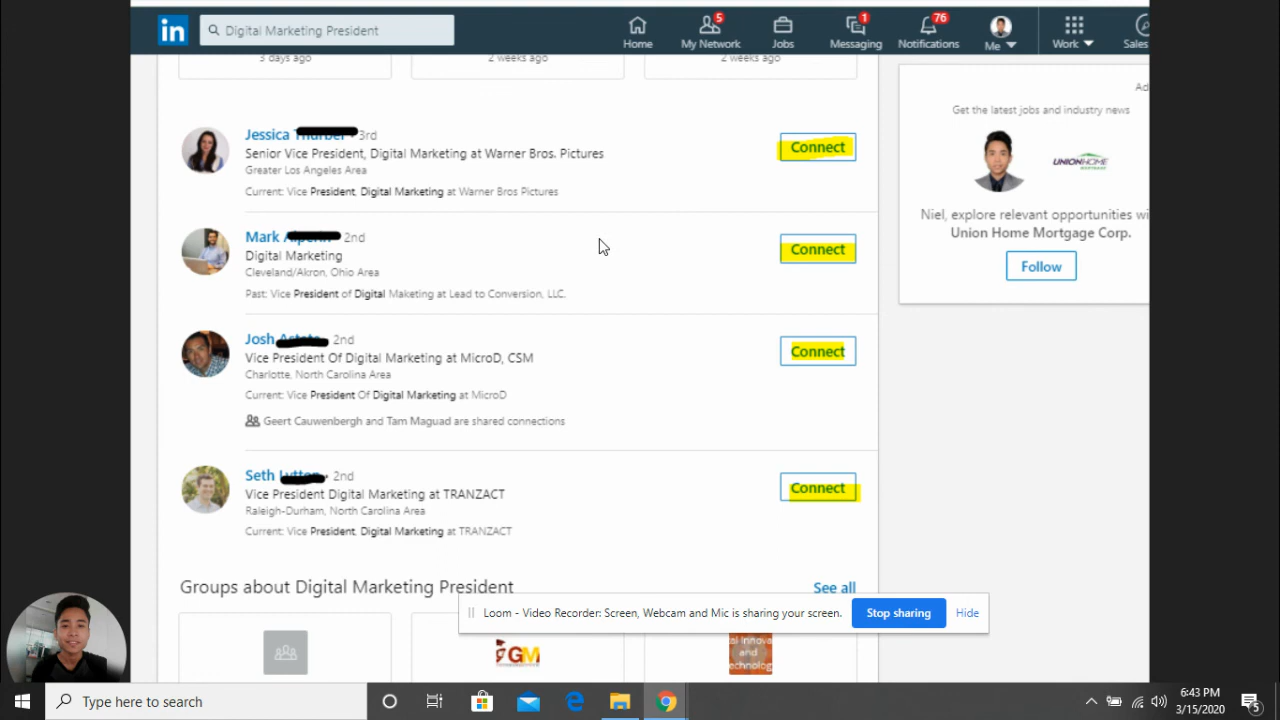 in
Digital Marketing President
5
1
76
Home
My Network
Jobs
Messaging
Notifications
Me
Work
Sales
3 days ago
2 weeks ago
2 weeks ago
Ad
Get the latest jobs and industry news
UNIONHOME
MORTGAGE
Niel, explore relevant opportunities wi
Union Home Mortgage Corp.
Follow
Jessica • 3rd
Senior Vice President, Digital Marketing at Warner Bros. Pictures
Greater Los Angeles Area
Current: Vice President, Digital Marketing at Warner Bros Pictures
Connect
Mark 2nd
Digital Marketing
Cleveland/Akron, Ohio Area
Past: Vice President of Digital Maketing at Lead to Conversion, LLC.
Connect
Josh 2nd
Vice President Of Digital Marketing at MicroD, CSM
Charlotte, North Carolina Area
Current: Vice President Of Digital Marketing at MicroD
Geert Cauwenbergh and Tam Maguad are shared connections
Connect
Seth • 2nd
Vice President Digital Marketing at TRANZACT
Raleigh-Durham, North Carolina Area
Current: Vice President, Digital Marketing at TRANZACT
Connect
Groups about Digital Marketing President
See all
Loom - Video Recorder: Screen, Webcam and Mic is sharing your screen.
Stop sharing
Hide
GM
and
Type here to search
6:43 PM
3/15/2020
5